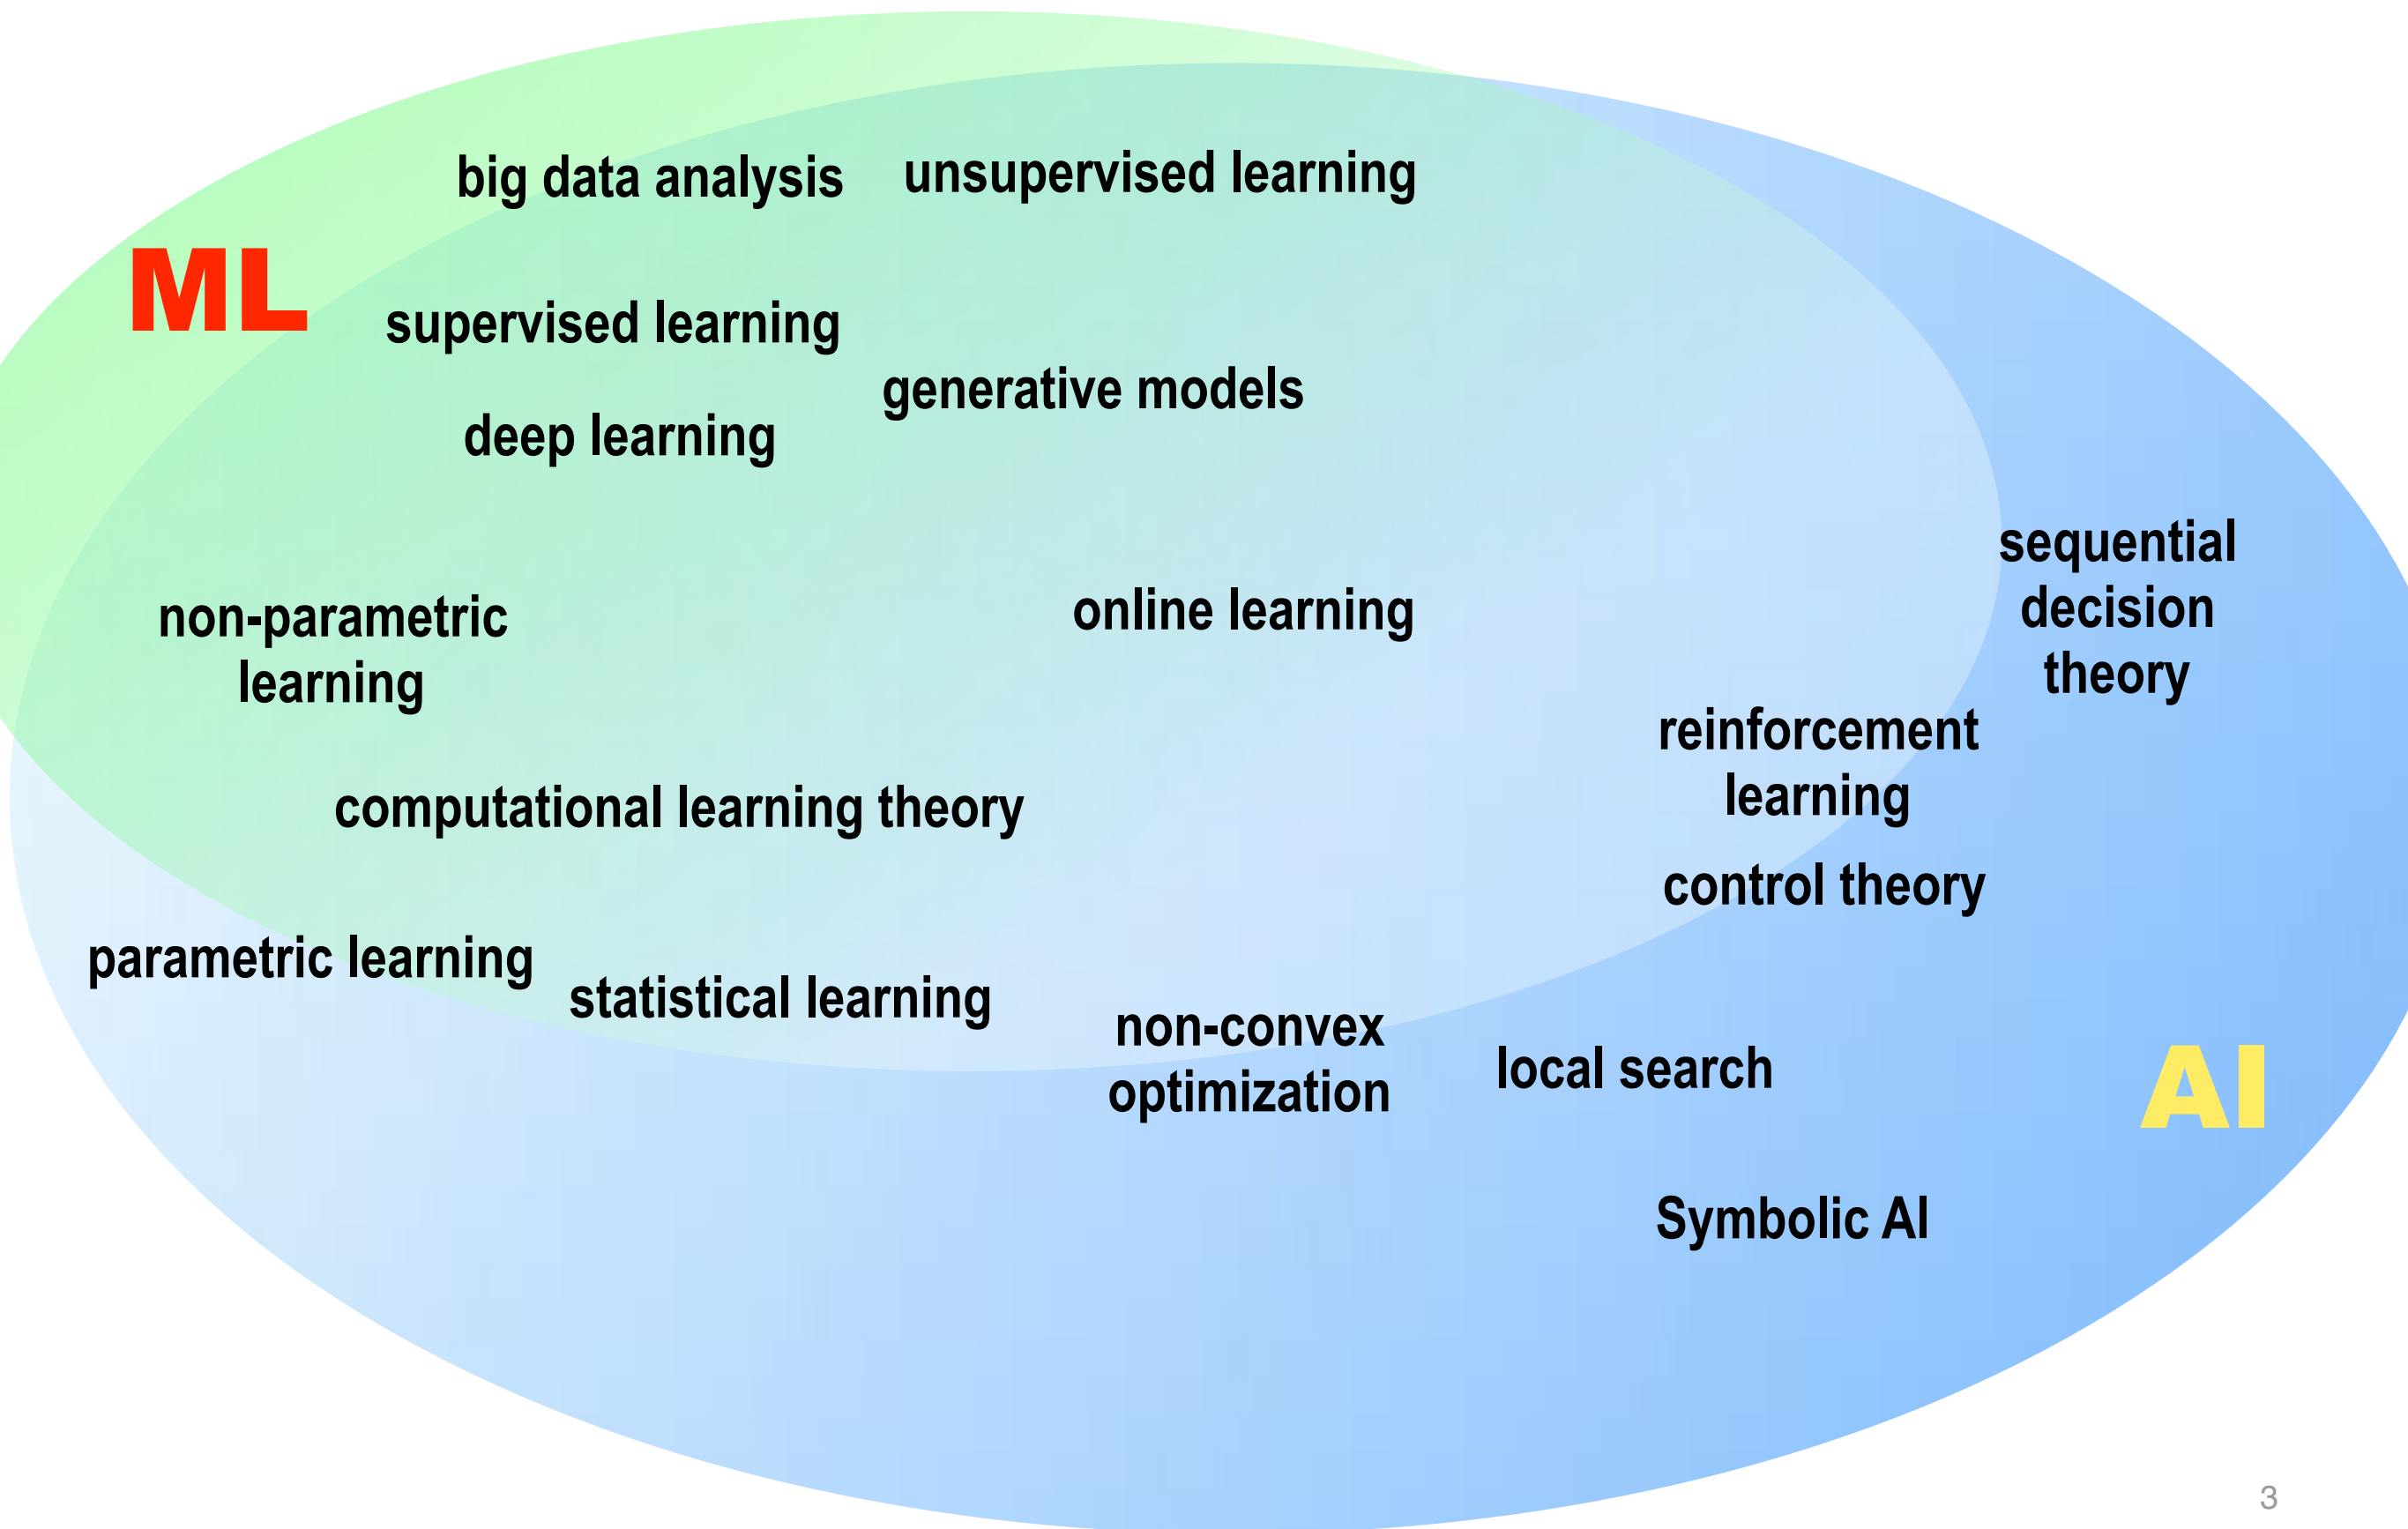 big data analysis
unsupervised learning
ML
supervised learning
generative models
deep learning
sequential
decision
theory
non-parametric
learning
online learning
reinforcement
learning
computational learning theory
control theory
parametric learning
statistical learning
non-convex
optimization
local search
AI
Symbolic AI
3